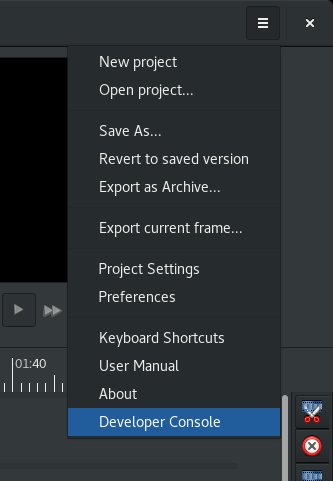 New project
Open project...
Save As...
Revert to saved version
Export as Archive...
Export current frame...
Project Settings
Preferences
Keyboard Shortcuts
01:40
User Manual
About
Developer Console